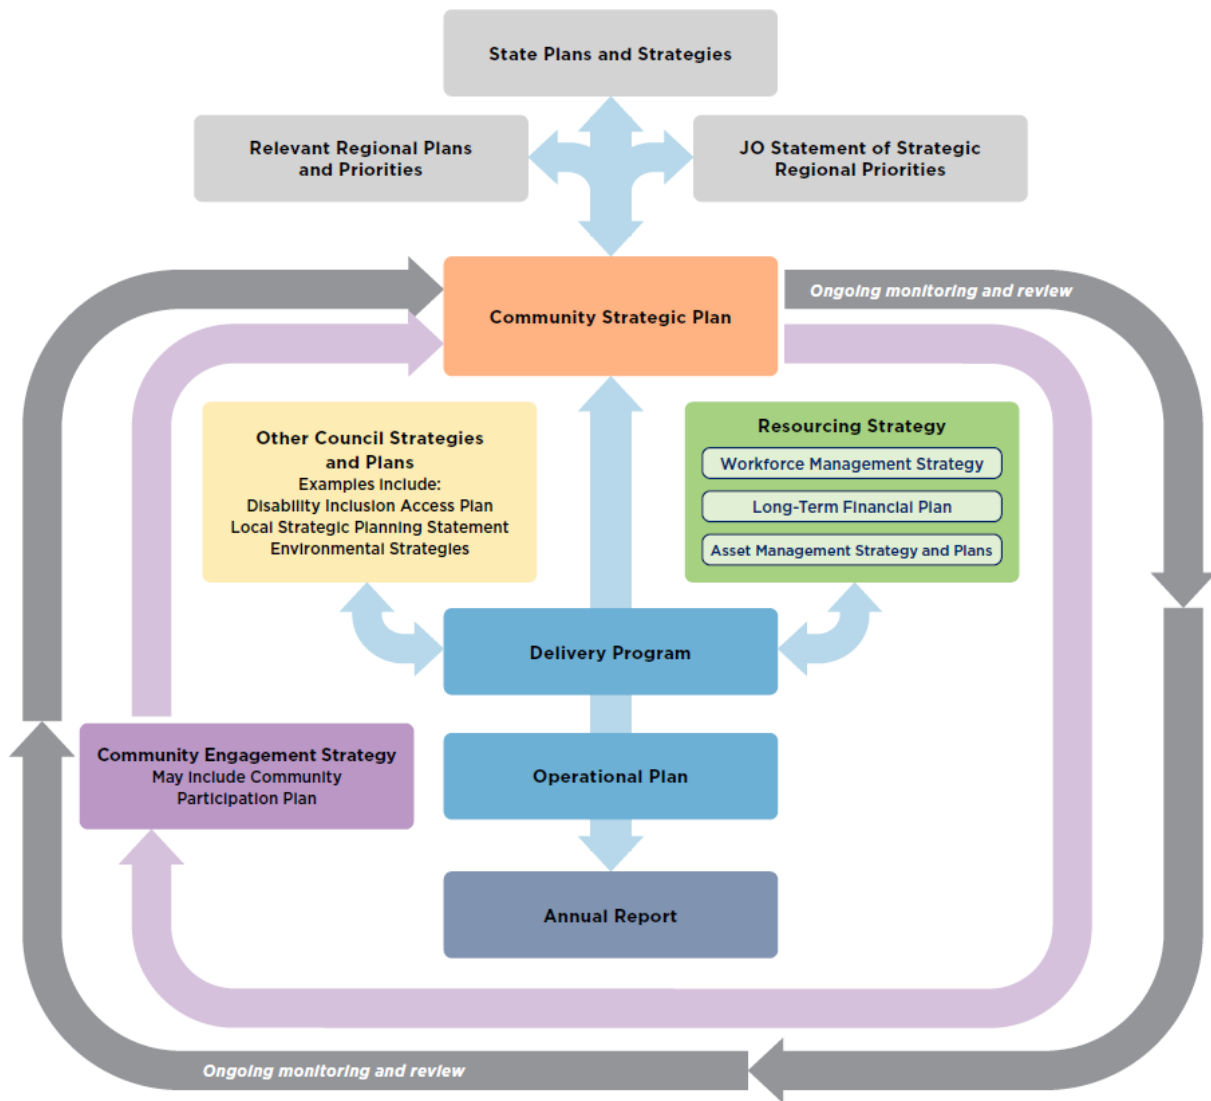 State Plans and Strategies
Relevant Regional Plans
and Priorities
JO Statement of Strategic
Regional Priorities
Ongoing monitoring and review
Community Strategic Plan
Other Council Strategies
and Plans
Examples Include:
Disability Inclusion Access Plan
Local Strategic Planning Statement
Environmental Strategies
Resourcing Strategy
Workforce Management Strategy
Long-Term Financial Plan
Asset Management Strategy and Plans
Delivery Program
Community Engagement Strategy
May Include Community
Participation Plan
Operational Plan
Annual Report
Ongoing monitoring and review